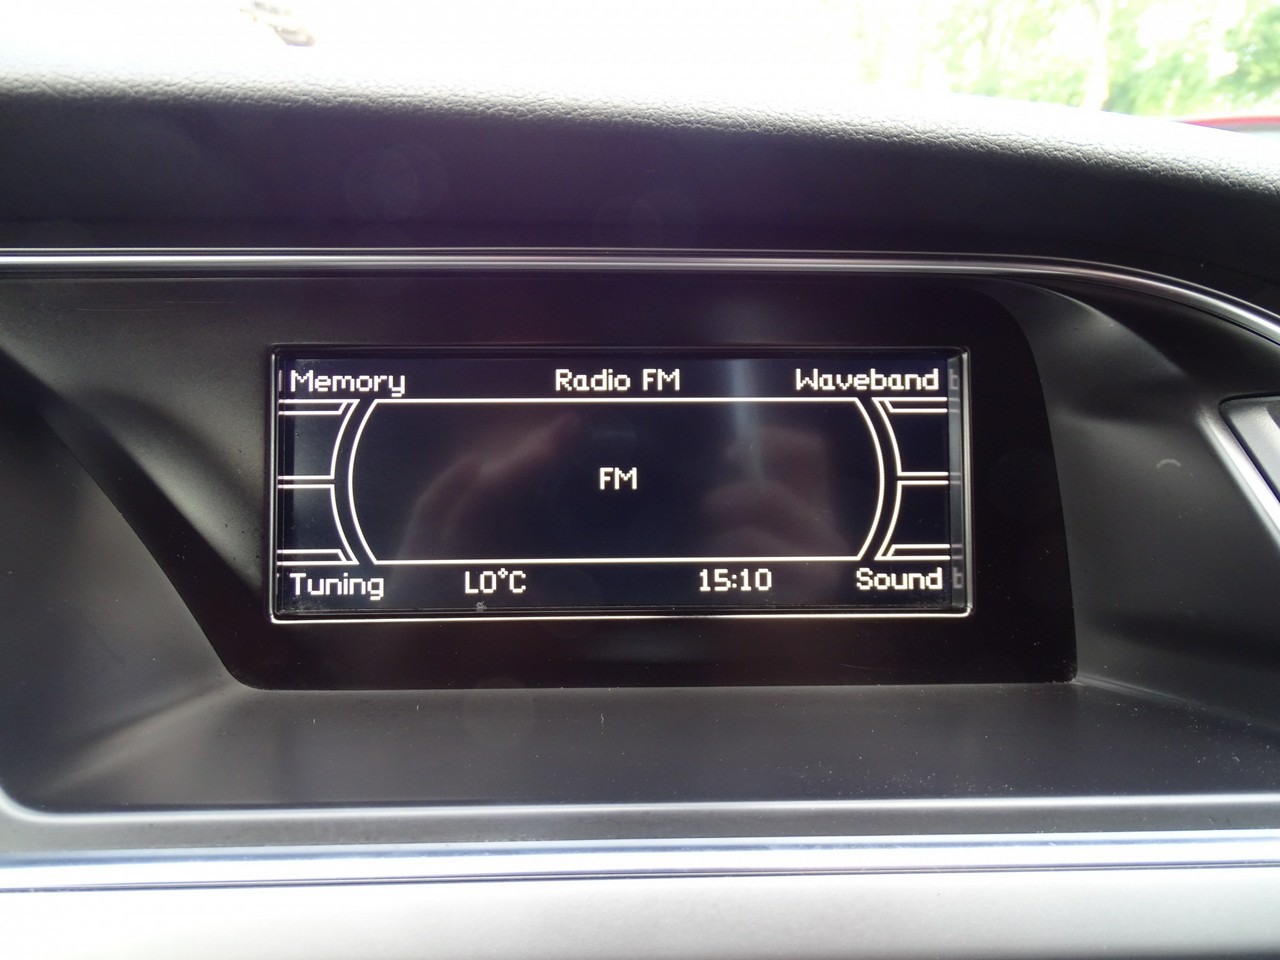 Memory Radio FM Waveband
FM
Tuning LO°C 15:10 Sound